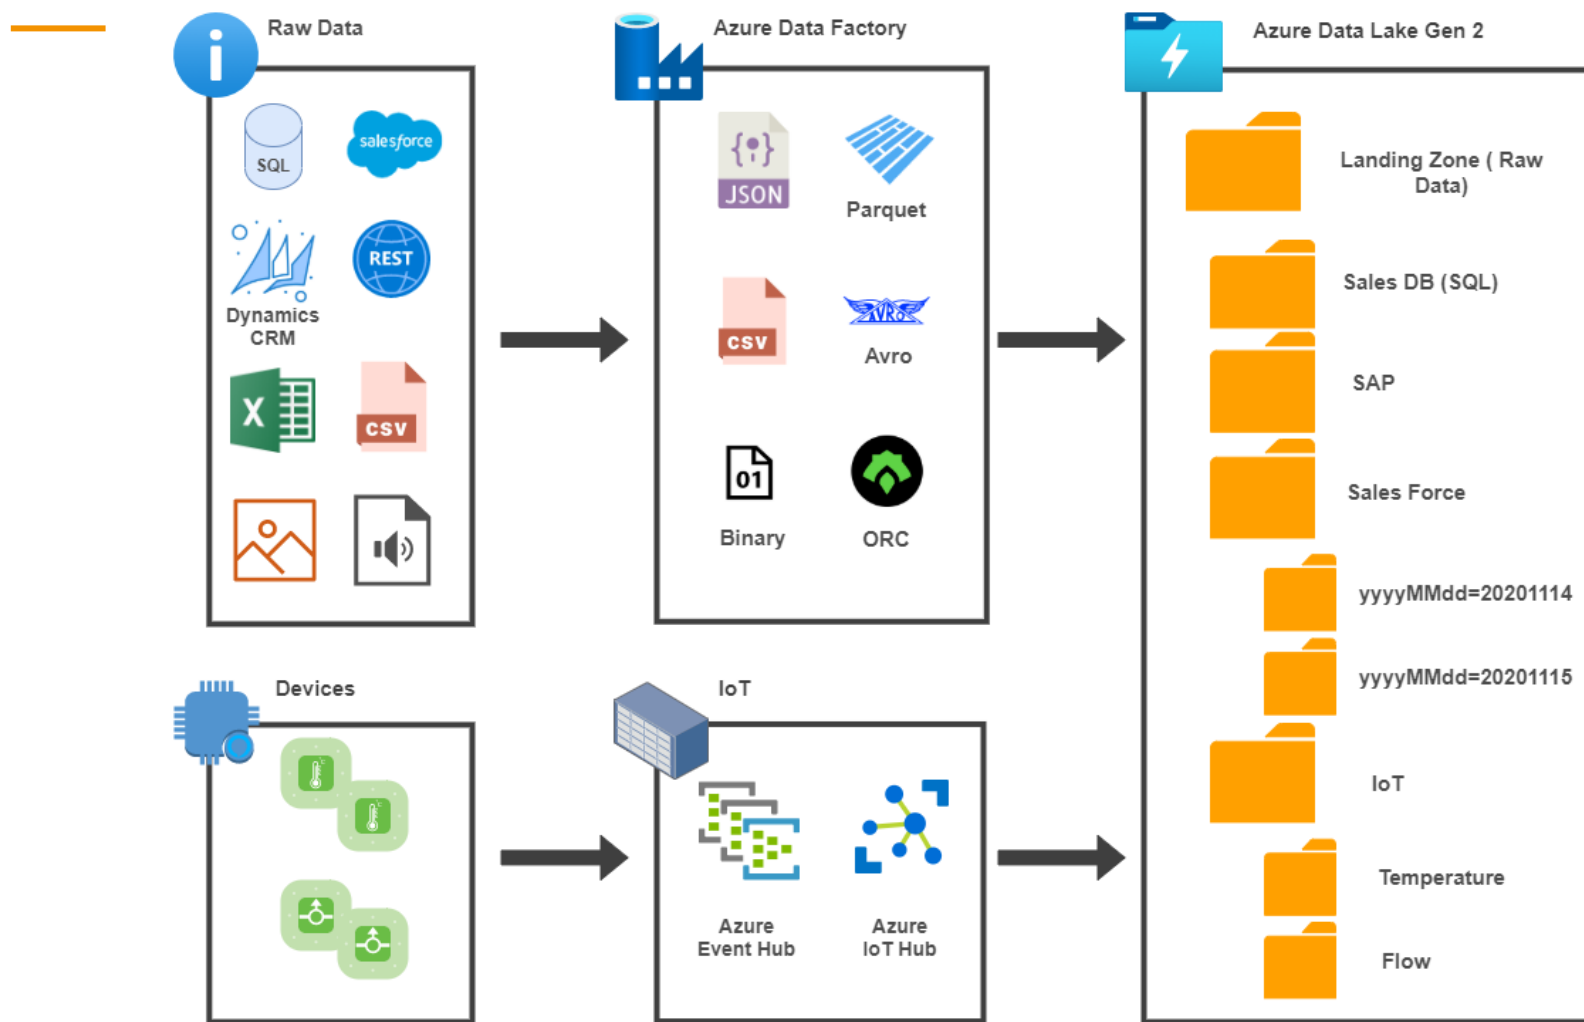 Raw Data
Azure Data Factory
Azure Data Lake Gen 2
SQL
salesforce
JSON
Parquet
Landing Zone ( Raw
Data)
REST
Dynamics
CRM
CSV
AVRO
Avro
Sales DB (SQL)
SAP
X
CSV
01
Binary
ORC
Sales Force
yyyyMMdd=20201114
yyyyMMdd=20201115
Devices
IoT
IoT
Azure
Event Hub
Azure
IoT Hub
Temperature
Flow